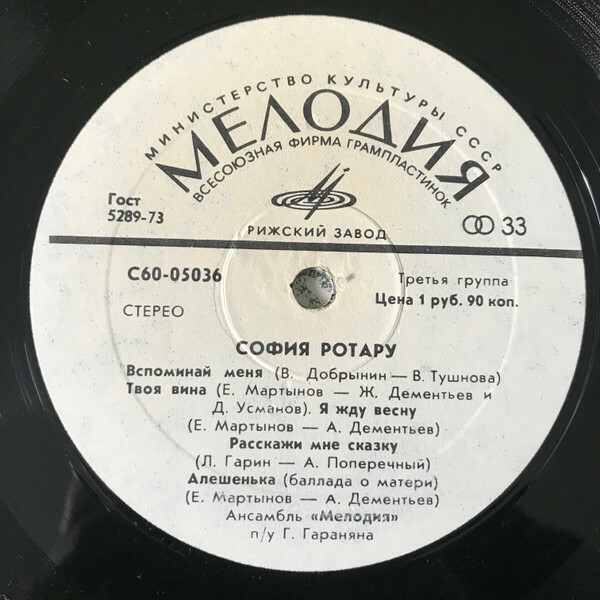 МИНИСТЕРСТВО КУЛЬТУРЫ СССР
МЕЛОДИЯ
ВСЕСОЮЗНАЯ ФИРМА ГРАМПЛАСТИНОК
Гост
5289-73
33
РИЖСКИЙ ЗАВОД
С60-05036
Третья группа
Цена 1 руб. 90 коп.
СТЕРЕО
СОФИЯ РОТАРУ
Вспоминай меня (В. Добрынин — В. Тушнова)
Твоя вина (Е. Мартынов — Ж. Дементьев и
Д. Усманов). Я жду весну
(Е. Мартынов — А. Дементьев)
Расскажи мне сказку
(Л. Гарин — А. Поперечный)
Алешенька (баллада о матери)
(Е. Мартынов — А. Дементьев)
Ансамбль «Мелодия»
п/у Г. Гараняна